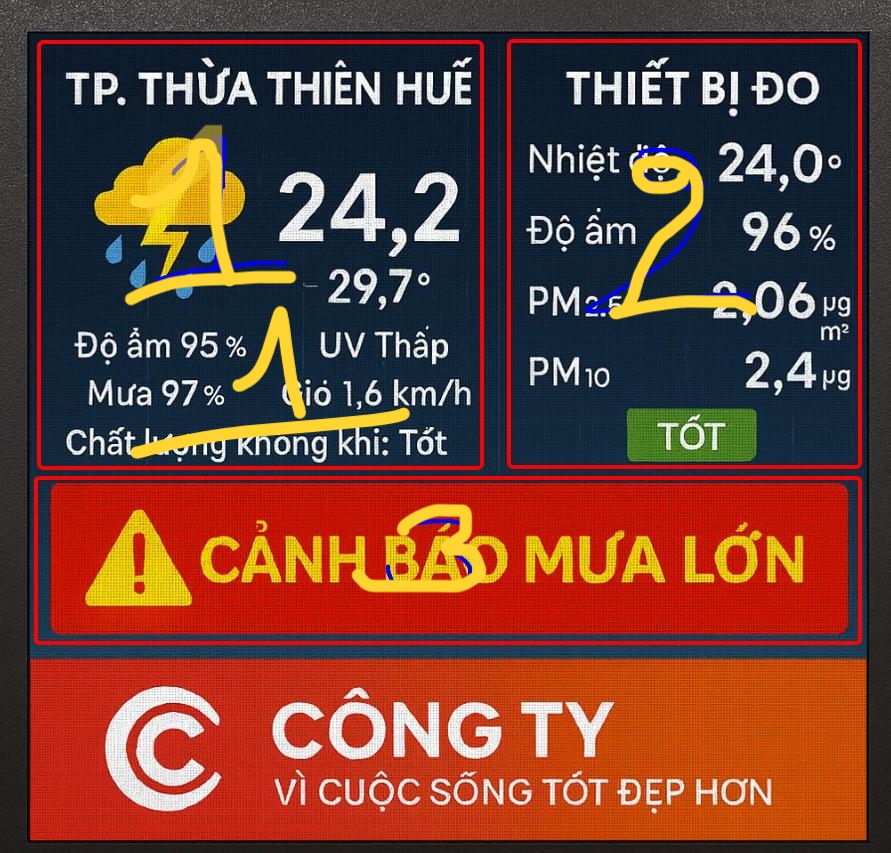 TP. THỪA THIÊN HUẾ
24,2
- 29,7°
Độ ẩm 95% UV Thấp
Mưa 97% Gió 1,6 km/h
Chất lượng không khí: Tốt
1
1
THIẾT BỊ ĐO
Nhiệt độ 24,0°
Độ ẩm 96%
PM2.5 2,06 µg
m²
PM10 2,4 µg
TỐT
2
CẢNH BÁO MƯA LỚN
3
CÔNG TY
VÌ CUỘC SỐNG TỐT ĐẸP HƠN